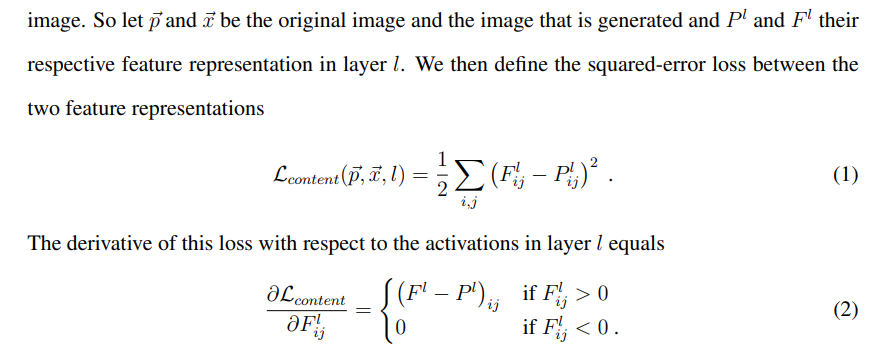 image. So let $\vec{p}$ and $\vec{x}$ be the original image and the image that is generated and $P^l$ and $F^l$ their
respective feature representation in layer $l$. We then define the squared-error loss between the
two feature representations
$$\mathcal{L}_{content}(\vec{p}, \vec{x}, l) = \frac{1}{2} \sum_{i,j} \left( F^l_{ij} - P^l_{ij} \right)^2 . \quad (1)$$
The derivative of this loss with respect to the activations in layer $l$ equals
$$\frac{\partial \mathcal{L}_{content}}{\partial F^l_{ij}} = \begin{cases} \left( F^l - P^l \right)_{ij} & \text{if } F^l_{ij} > 0 \\ 0 & \text{if } F^l_{ij} < 0 . \end{cases} \quad (2)$$